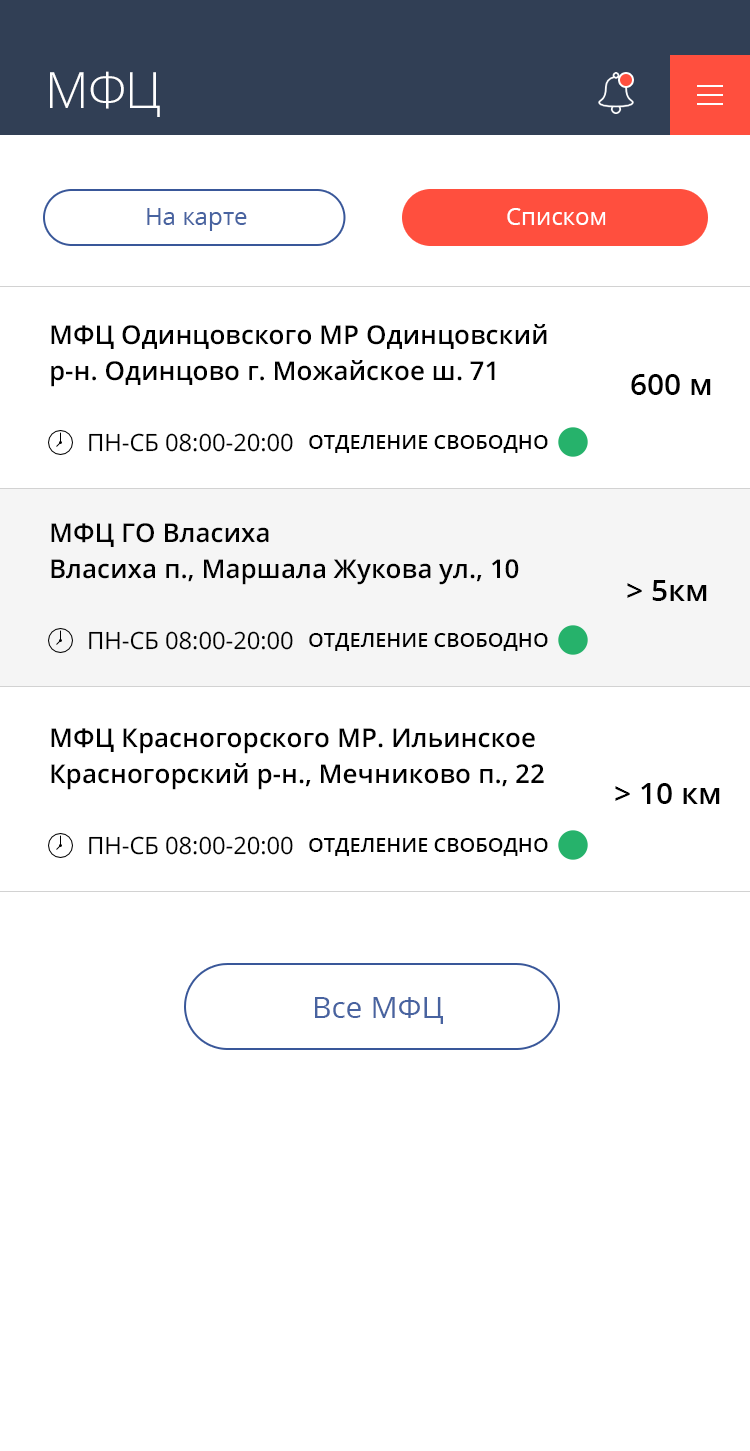 МФЦ
На карте
Списком
МФЦ Одинцовского МР Одинцовский
р-н. Одинцово г. Можайское ш. 71
600 м
ПН-СБ 08:00-20:00 ОТДЕЛЕНИЕ СВОБОДНО
МФЦ ГО Власиха
Власиха п., Маршала Жукова ул., 10
> 5км
ПН-СБ 08:00-20:00 ОТДЕЛЕНИЕ СВОБОДНО
МФЦ Красногорского МР. Ильинское
Красногорский р-н., Мечниково п., 22
> 10 км
ПН-СБ 08:00-20:00 ОТДЕЛЕНИЕ СВОБОДНО
Все МФЦ